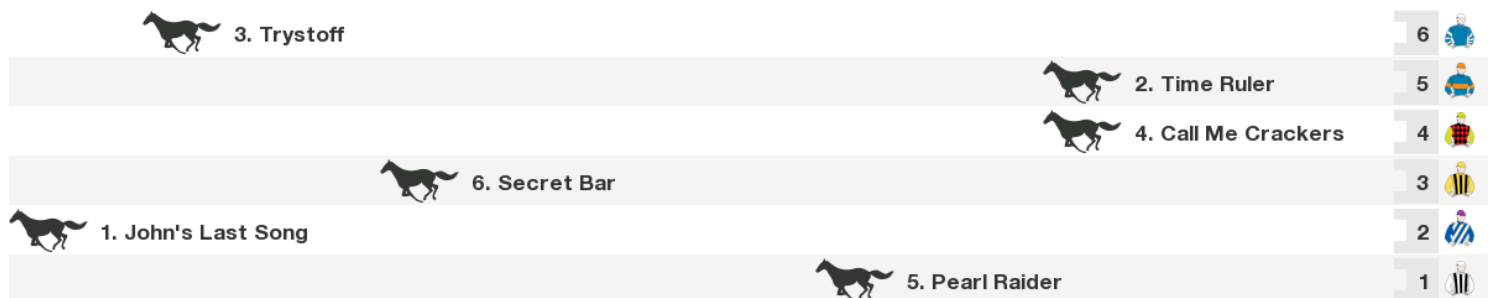 3. Trystoff 6
2. Time Ruler 5
4. Call Me Crackers 4
6. Secret Bar 3
1. John's Last Song 2
5. Pearl Raider 1